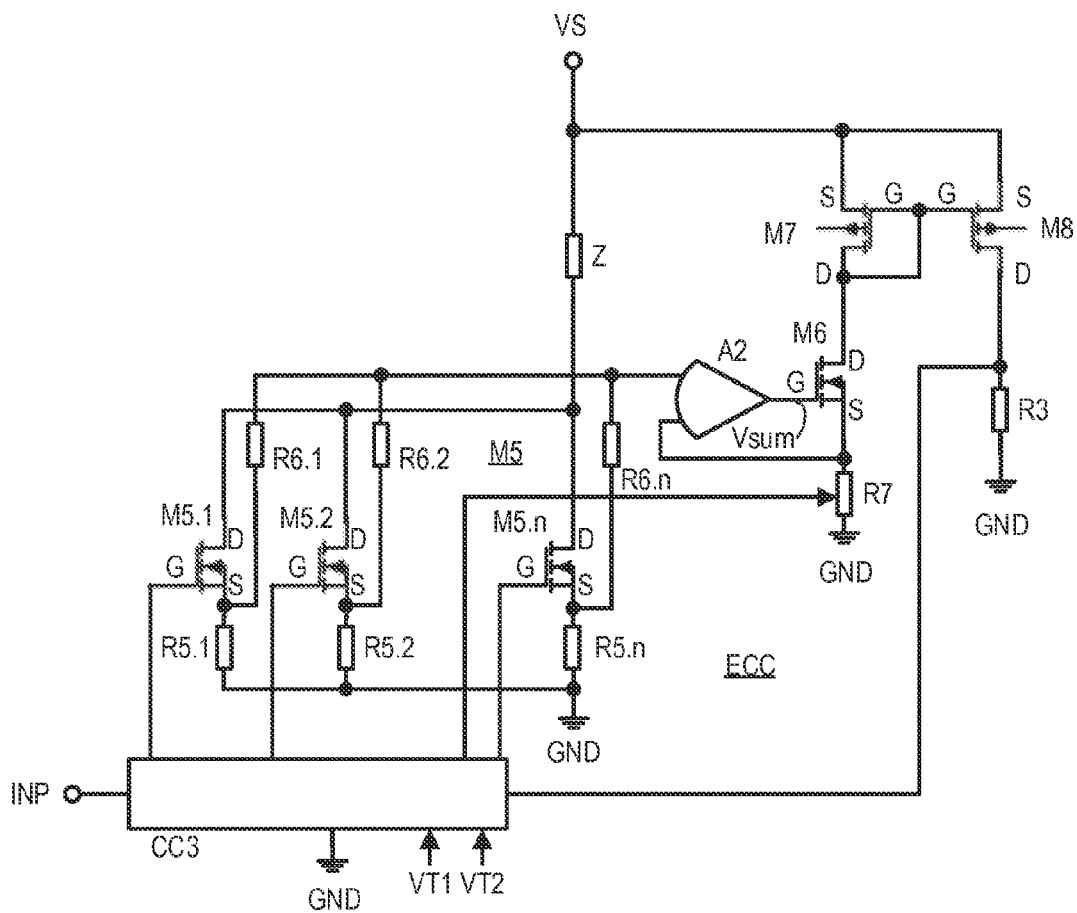 VS
S G G S
M7 M8
Z
D D
M6
A2 D
G
S R3
Vsum
R6.1 R6.2 M5 R6.n R7
M5.1 M5.2 M5.n GND
D D D GND
G G G
S S S
R5.1 R5.2 R5.n
ECC
GND
INP
CC3
GND VT1 VT2